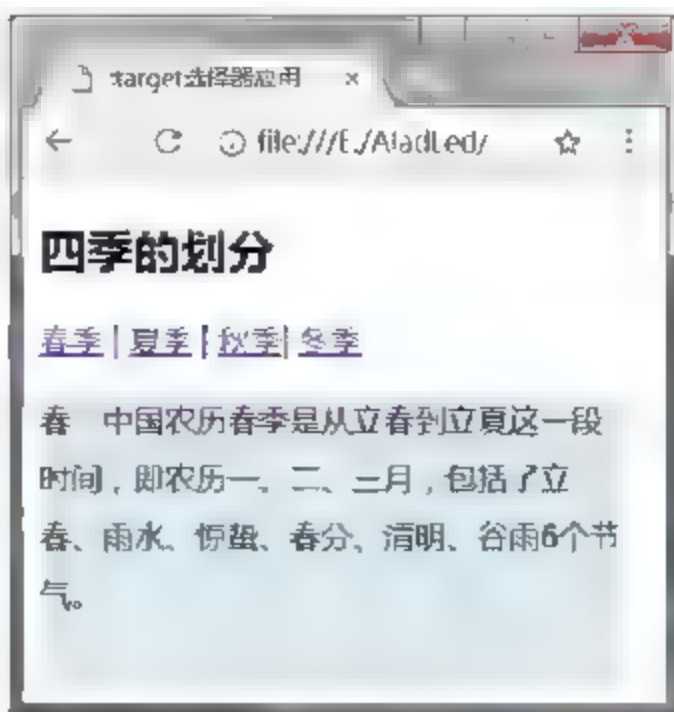 :target选择器应用 ×
file:///E:/
四季的划分
春季 | 夏季 | 秋季 | 冬季
春 中国农历春季是从立春到立夏这一段
时间，即农历一、二、三月，包括了立
春、雨水、惊蛰、春分、清明、谷雨6个节
气。